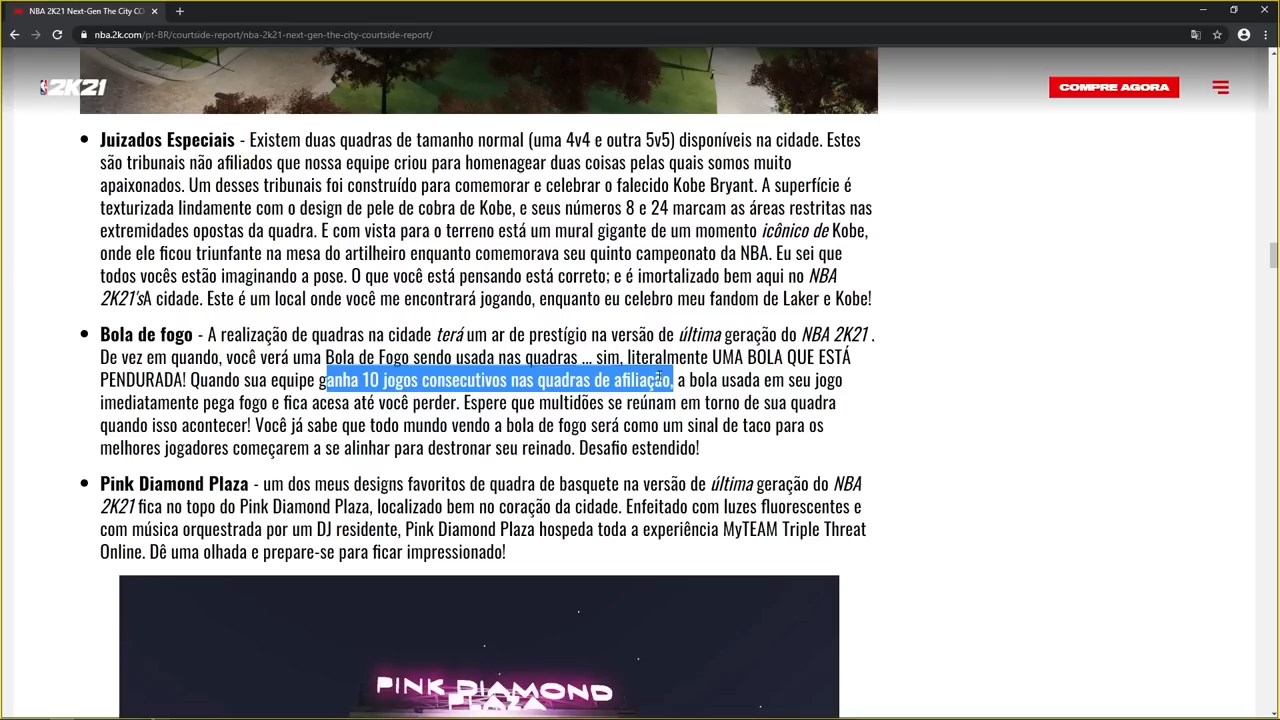 NBA 2K21 Next-Gen The City CO
nba.2k.com/pt-BR/courtside-report/nba-2k21-next-gen-the-city-courtside-report/
2K21
COMPRE AGORA
Juizados Especiais - Existem duas quadras de tamanho normal (uma 4v4 e outra 5v5) disponíveis na cidade. Estes
são tribunais não afiliados que nossa equipe criou para homenagear duas coisas pelas quais somos muito
apaixonados. Um desses tribunais foi construído para comemorar e celebrar o falecido Kobe Bryant. A superfície é
texturizada lindamente com o design de pele de cobra de Kobe, e seus números 8 e 24 marcam as áreas restritas nas
extremidades opostas da quadra. E com vista para o terreno está um mural gigante de um momento icônico de Kobe,
onde ele ficou triunfante na mesa do artilheiro enquanto comemorava seu quinto campeonato da NBA. Eu sei que
todos vocês estão imaginando a pose. O que você está pensando está correto; e é imortalizado bem aqui no NBA
2K21'sA cidade. Este é um local onde você me encontrará jogando, enquanto eu celebro meu fandom de Laker e Kobe!
Bola de fogo - A realização de quadras na cidade terá um ar de prestígio na versão de última geração do NBA 2K21 .
De vez em quando, você verá uma Bola de Fogo sendo usada nas quadras ... sim, literalmente UMA BOLA QUE ESTÁ
PENDURADA! Quando sua equipe ganha 10 jogos consecutivos nas quadras de afiliação, a bola usada em seu jogo
imediatamente pega fogo e fica acesa até você perder. Espere que multidões se reúnam em torno de sua quadra
quando isso acontecer! Você já sabe que todo mundo vendo a bola de fogo será como um sinal de taco para os
melhores jogadores começarem a se alinhar para destronar seu reinado. Desafio estendido!
Pink Diamond Plaza - um dos meus designs favoritos de quadra de basquete na versão de última geração do NBA
2K21 fica no topo do Pink Diamond Plaza, localizado bem no coração da cidade. Enfeitado com luzes fluorescentes e
com música orquestrada por um DJ residente, Pink Diamond Plaza hospeda toda a experiência MyTEAM Triple Threat
Online. Dê uma olhada e prepare-se para ficar impressionado!
PINK DIAMOND
PLAZA